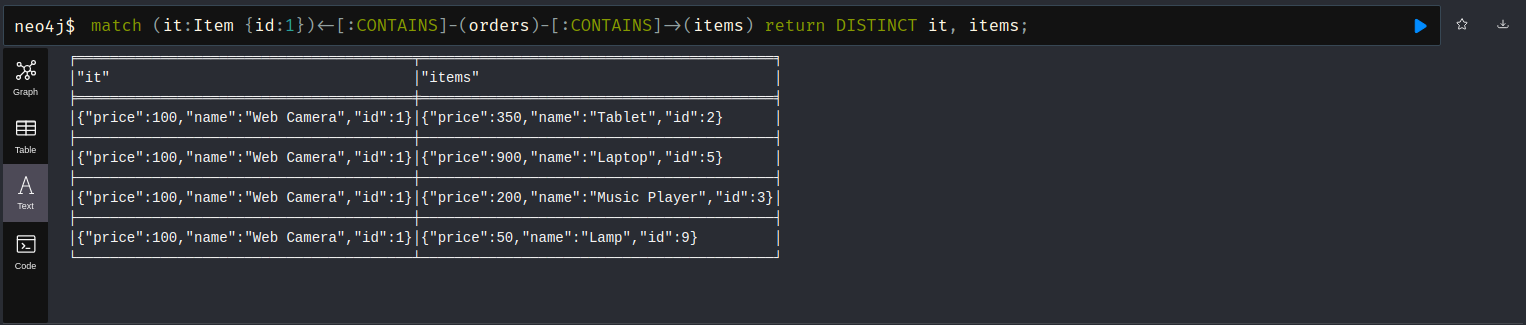 neo4j$ match (it:Item {id:1})<-[:CONTAINS]-(orders)-[:CONTAINS]->(items) return DISTINCT it, items;
Graph
Table
Text
Code
"it" "items"
{"price":100,"name":"Web Camera","id":1} {"price":350,"name":"Tablet","id":2}
{"price":100,"name":"Web Camera","id":1} {"price":900,"name":"Laptop","id":5}
{"price":100,"name":"Web Camera","id":1} {"price":200,"name":"Music Player","id":3}
{"price":100,"name":"Web Camera","id":1} {"price":50,"name":"Lamp","id":9}